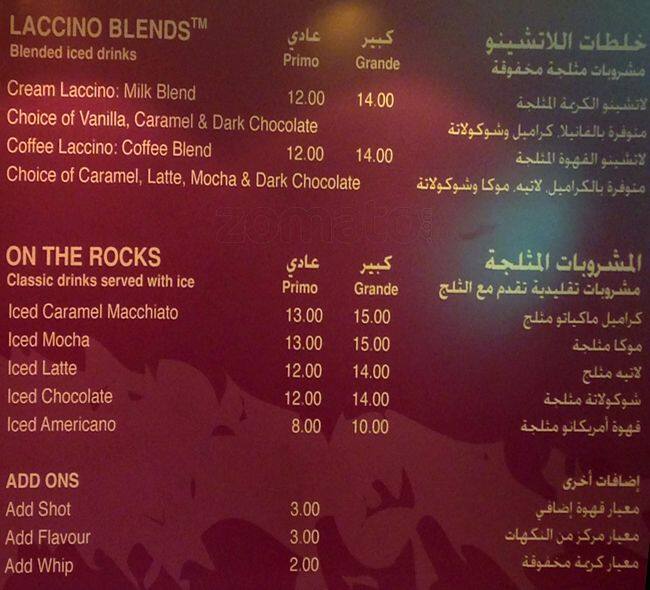 LACCINO BLENDS™ عادي كبير خلطات اللاتشينو
Blended iced drinks Primo Grande مشروبات مثلجة مخفوقة
Cream Laccino: Milk Blend 12.00 14.00 لاتشينو الكريمة المثلجة
Choice of Vanilla, Caramel & Dark Chocolate متوفرة بالفانيلا, كراميل وشوكولاتة
Coffee Laccino: Coffee Blend 12.00 14.00 لاتشينو القهوة المثلجة
Choice of Caramel, Latte, Mocha & Dark Chocolate متوفرة بالكراميل, لاتيه, موكا وشوكولاتة
zomato
ON THE ROCKS عادي كبير المشروبات المثلجة
Classic drinks served with ice Primo Grande مشروبات تقليدية تقدم مع الثلج
Iced Caramel Macchiato 13.00 15.00 كراميل ماكياتو مثلج
Iced Mocha 13.00 15.00 موكا مثلجة
Iced Latte 12.00 14.00 لاتيه مثلج
Iced Chocolate 12.00 14.00 شوكولاتة مثلجة
Iced Americano 8.00 10.00 قهوة أمريكانو مثلجة
ADD ONS إضافات أخرى
Add Shot 3.00 معيار قهوة إضافي
Add Flavour 3.00 معيار مركز من النكهات
Add Whip 2.00 معيار كرمة مخفوقة